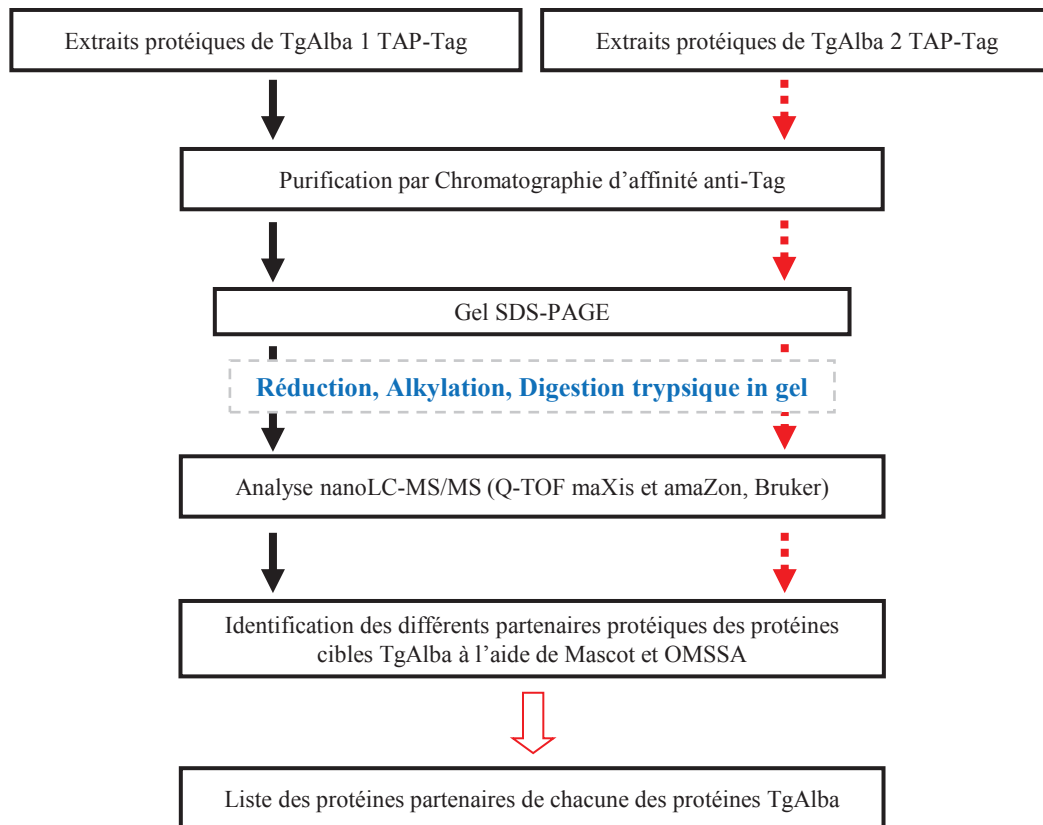 Extraits protéiques de TgAlba 1 TAP-Tag
Extraits protéiques de TgAlba 2 TAP-Tag
Purification par Chromatographie d’affinité anti-Tag
Gel SDS-PAGE
Réduction, Alkylation, Digestion trypsique in gel
Analyse nanoLC-MS/MS (Q-TOF maXis et amaZon, Bruker)
Identification des différents partenaires protéiques des protéines
cibles TgAlba à l’aide de Mascot et OMSSA
Liste des protéines partenaires de chacune des protéines TgAlba